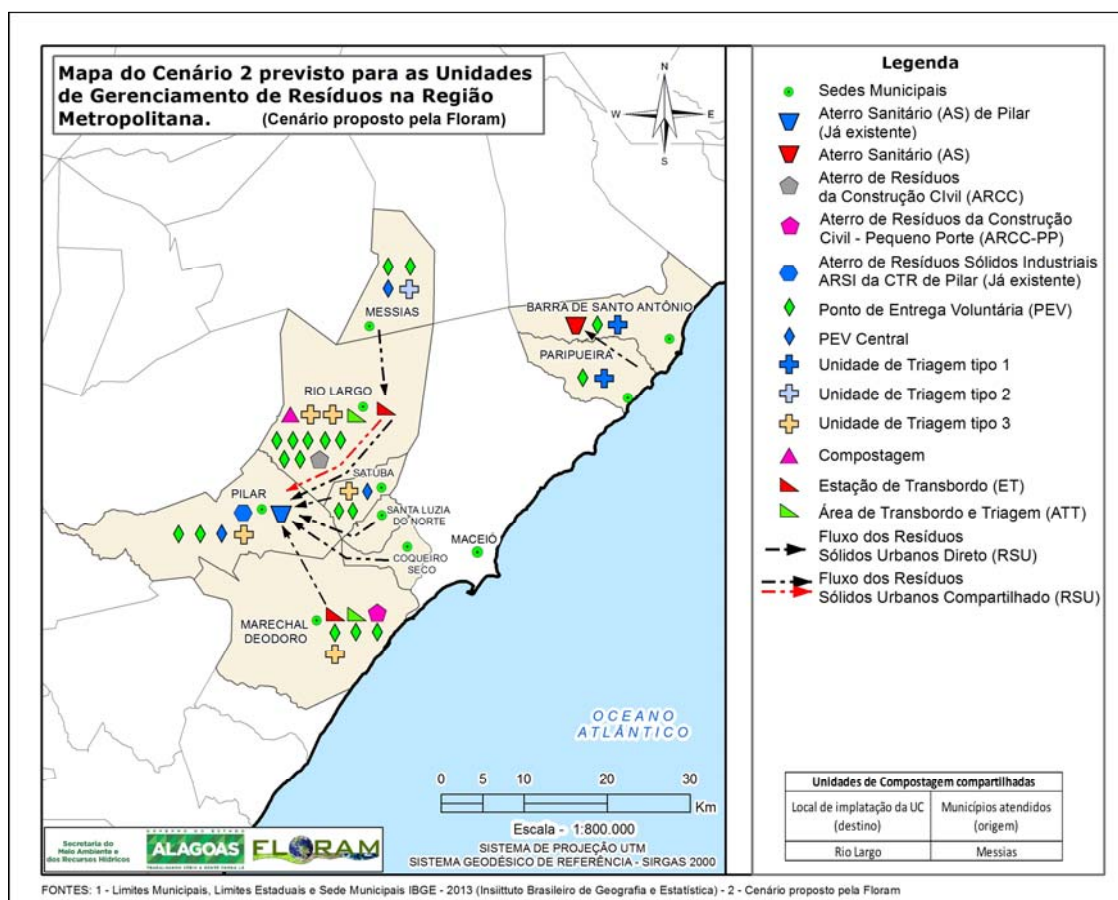 Mapa do Cenário 2 previsto para as Unidades
de Gerenciamento de Resíduos na Região
Metropolitana. (Cenário proposto pela Floram)
N
W E
S
MESSIAS
BARRA DE SANTO ANTÔNIO
PARIPUEIRA
RIO LARGO
SATUBA
PILAR
SANTA LUZIA
DO NORTE
MACEIÓ
COQUEIRO
SECO
MARECHAL
DEODORO
OCEANO
ATLÂNTICO
0 5 10 20 30
Km
Escala - 1:800.000
SISTEMA DE PROJEÇÃO UTM
SISTEMA GEODÉSICO DE REFERÊNCIA - SIRGAS 2000
Secretaria do
Meio Ambiente e
dos Recursos Hídricos
GOVERNO DO ESTADO
ALAGOAS
FLORAM
Legenda
Sedes Municipais
Aterro Sanitário (AS) de Pilar
(Já existente)
Aterro Sanitário (AS)
Aterro de Resíduos
da Construção CIvil (ARCC)
Aterro de Resíduos da Construção
Civil - Pequeno Porte (ARCC-PP)
Aterro de Resíduos Sólidos Industriais
ARSI da CTR de Pilar (Já existente)
Ponto de Entrega Voluntária (PEV)
PEV Central
Unidade de Triagem tipo 1
Unidade de Triagem tipo 2
Unidade de Triagem tipo 3
Compostagem
Estação de Transbordo (ET)
Área de Transbordo e Triagem (ATT)
Fluxo dos Resíduos
Sólidos Urbanos Direto (RSU)
Fluxo dos Resíduos
Sólidos Urbanos Compartilhado (RSU)
Unidades de Compostagem compartilhadas
Local de implatação da UC
(destino)
Municípios atendidos
(origem)
Rio Largo
Messias
FONTES: 1 - Limites Municipais, Limites Estaduais e Sede Municipais IBGE - 2013 (Insiittuto Brasileiro de Geografia e Estatística) - 2 - Cenário proposto pela Floram